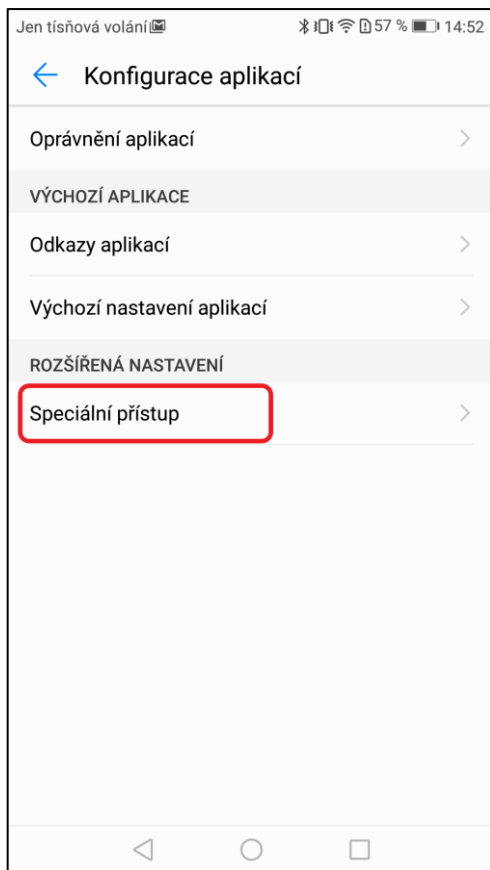 Jen tísňová volání 57 % 14:52
Konfigurace aplikací
Oprávnění aplikací
VÝCHOZÍ APLIKACE
Odkazy aplikací
Výchozí nastavení aplikací
ROZŠÍŘENÁ NASTAVENÍ
Speciální přístup